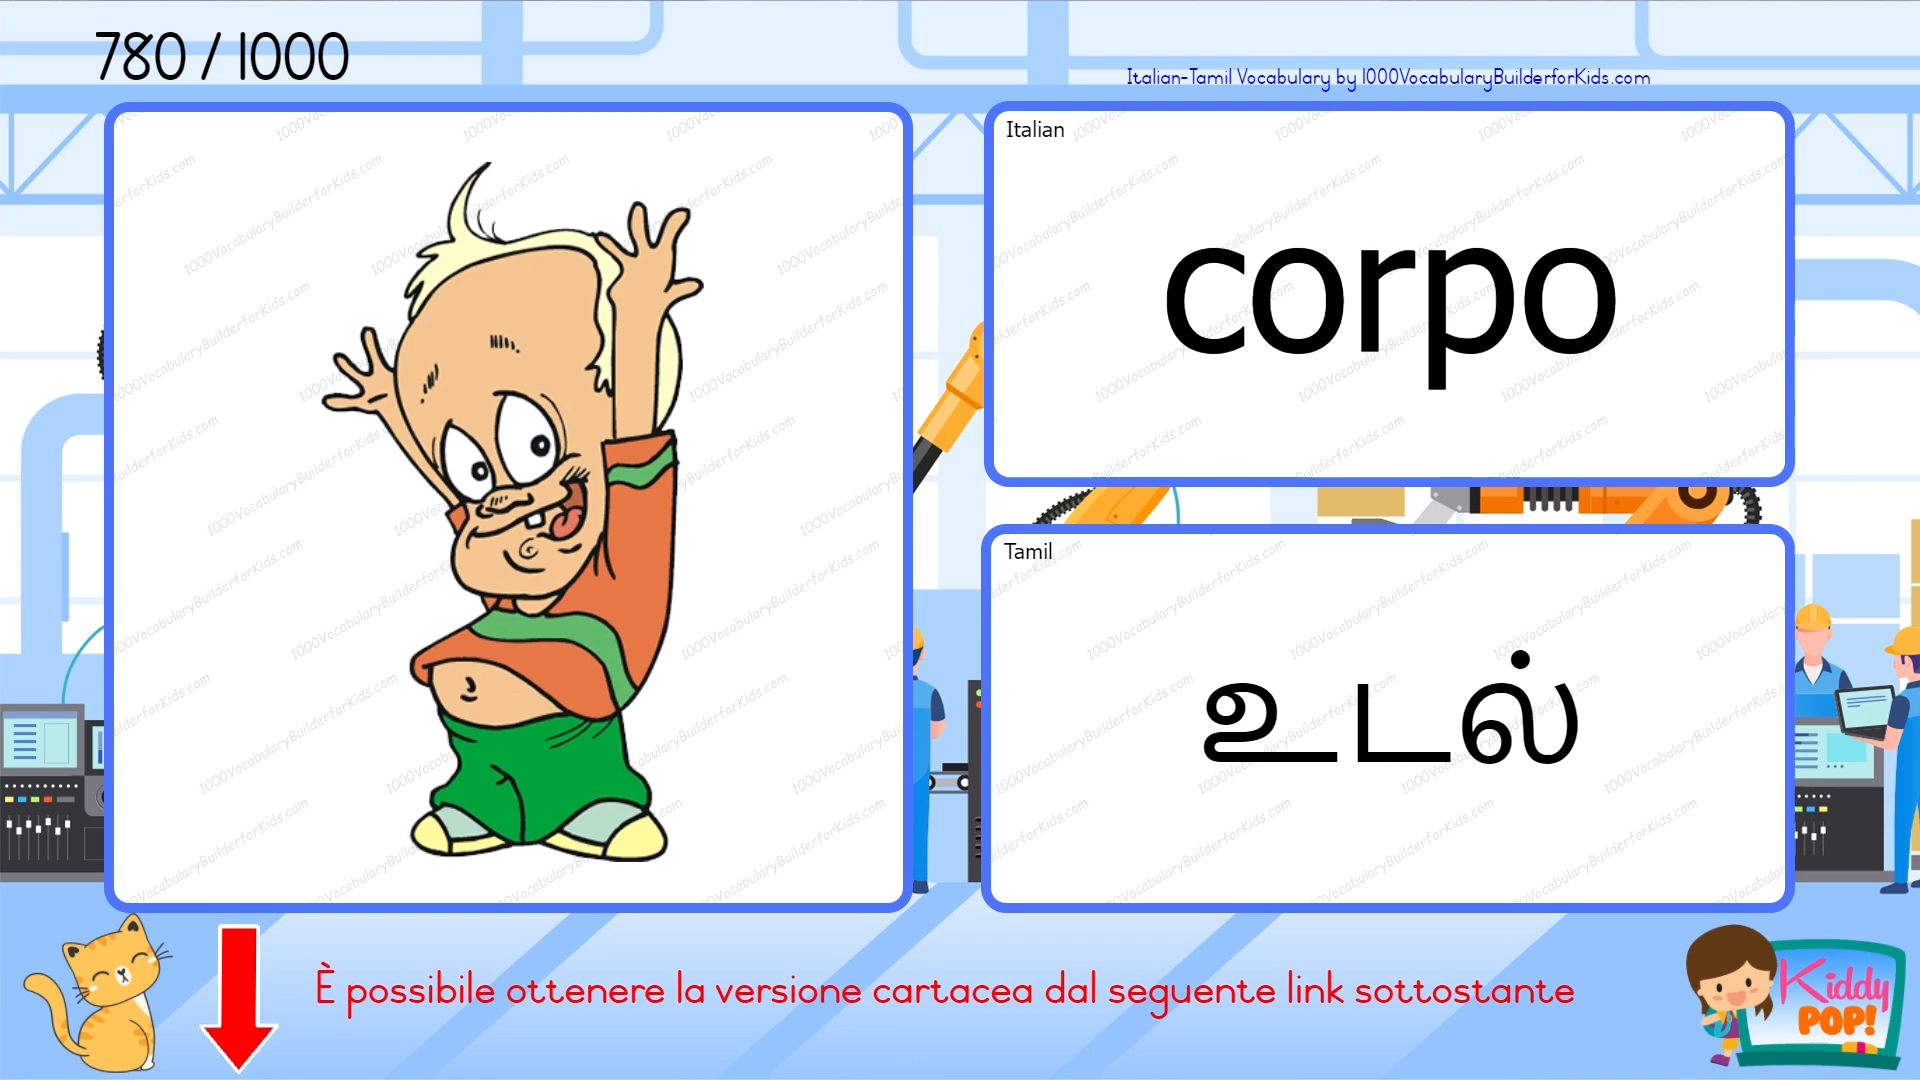 780 / 1000
Italian-Tamil Vocabulary by 1000VocabularyBuilderforKids.com
Italian
corpo
Tamil
உடல்
È possibile ottenere la versione cartacea dal seguente link sottostante
Kiddy
POP!